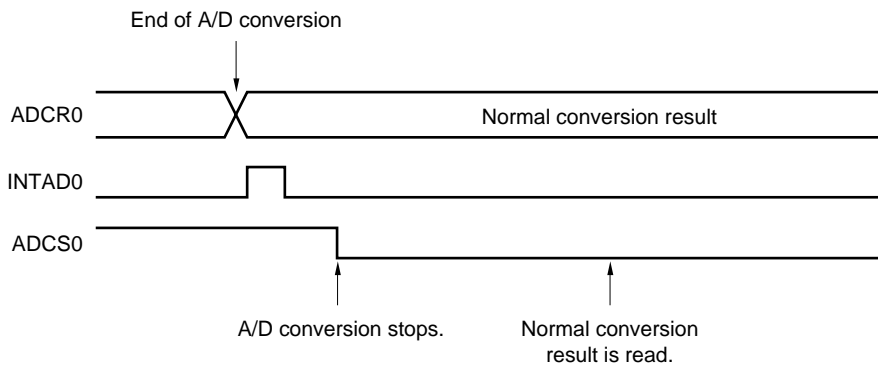 End of A/D conversion
ADCR0
Normal conversion result
INTAD0
ADCS0
A/D conversion stops.
Normal conversion
result is read.